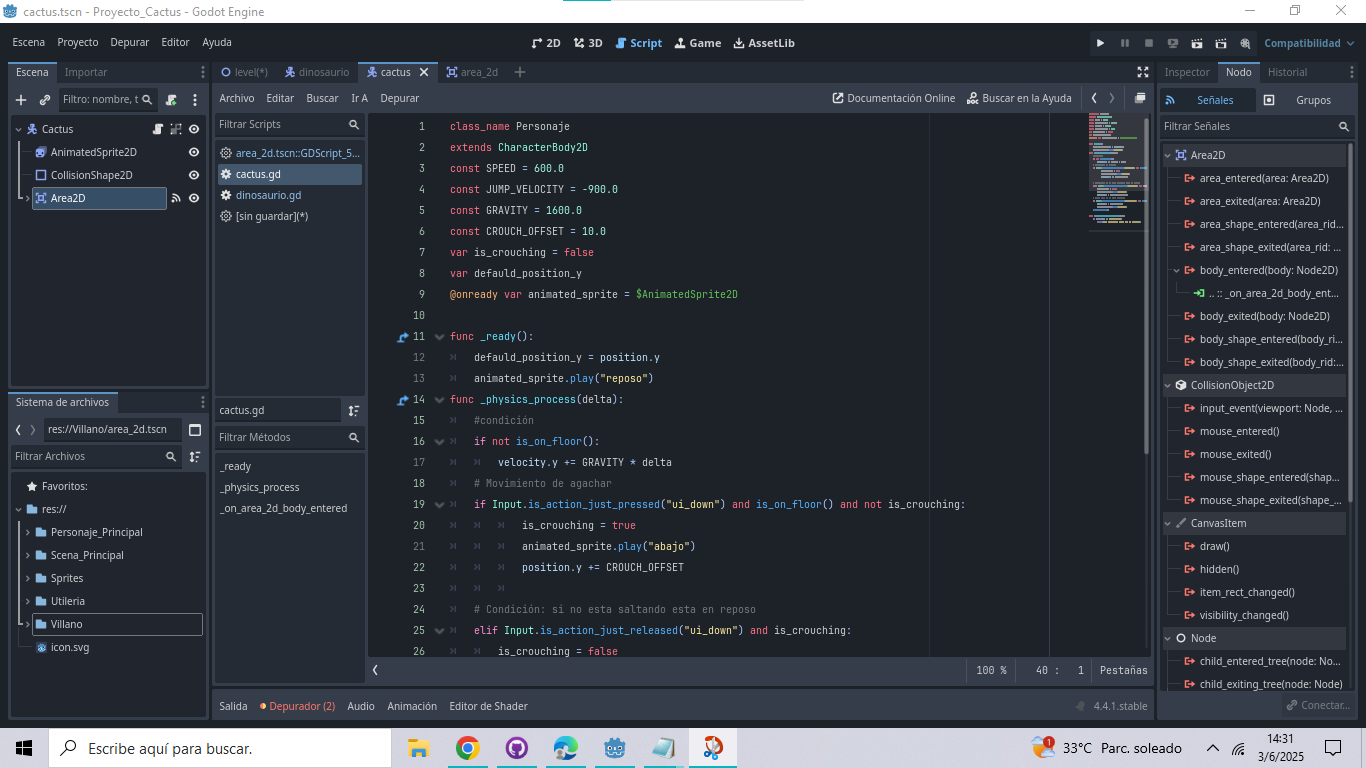 cactus.tscn - Proyecto_Cactus - Godot Engine
Escena Proyecto Depurar Editor Ayuda
2D 3D Script Game AssetLib
Compatibilidad
Escena Importar
Filtro: nombre, t
Cactus
AnimatedSprite2D
CollisionShape2D
Area2D
Sistema de archivos
res://Villano/area_2d.tscn
Filtrar Archivos
Favoritos:
res://
Personaje_Principal
Scena_Principal
Sprites
Utileria
Villano
icon.svg
level(*) dinosaurio cactus area_2d
Archivo Editar Buscar Ir A Depurar
Documentación Online Buscar en la Ayuda
Filtrar Scripts
area_2d.tscn::GDScript_5...
cactus.gd
dinosaurio.gd
[sin guardar](*)
cactus.gd
Filtrar Métodos
_ready
_physics_process
_on_area_2d_body_entered
1 class_name Personaje
2 extends CharacterBody2D
3 const SPEED = 600.0
4 const JUMP_VELOCITY = -900.0
5 const GRAVITY = 1600.0
6 const CROUCH_OFFSET = 10.0
7 var is_crouching = false
8 var defauld_position_y
9 @onready var animated_sprite = $AnimatedSprite2D
10
11 func _ready():
12 defauld_position_y = position.y
13 animated_sprite.play("reposo")
14 func _physics_process(delta):
15 #condición
16 if not is_on_floor():
17 velocity.y += GRAVITY * delta
18 # Movimiento de agachar
19 if Input.is_action_just_pressed("ui_down") and is_on_floor() and not is_crouching:
20 is_crouching = true
21 animated_sprite.play("abajo")
22 position.y += CROUCH_OFFSET
23
24 # Condición: si no esta saltando esta en reposo
25 elif Input.is_action_just_released("ui_down") and is_crouching:
26 is_crouching = false
100 % 40 : 1 Pestañas
Salida Depurador (2) Audio Animación Editor de Shader
4.4.1.stable
Inspector Nodo Historial
Señales Grupos
Filtrar Señales
Area2D
area_entered(area: Area2D)
area_exited(area: Area2D)
area_shape_entered(area_rid...
area_shape_exited(area_rid: ...
body_entered(body: Node2D)
.. :: _on_area_2d_body_ent...
body_exited(body: Node2D)
body_shape_entered(body_ri...
body_shape_exited(body_rid:...
CollisionObject2D
input_event(viewport: Node, ...
mouse_entered()
mouse_exited()
mouse_shape_entered(shap...
mouse_shape_exited(shape_...
CanvasItem
draw()
hidden()
item_rect_changed()
visibility_changed()
Node
child_entered_tree(node: No...
child_exiting_tree(node: Node)
Conectar...
Escribe aquí para buscar.
1
33°C Parc. soleado
14:31
3/6/2025